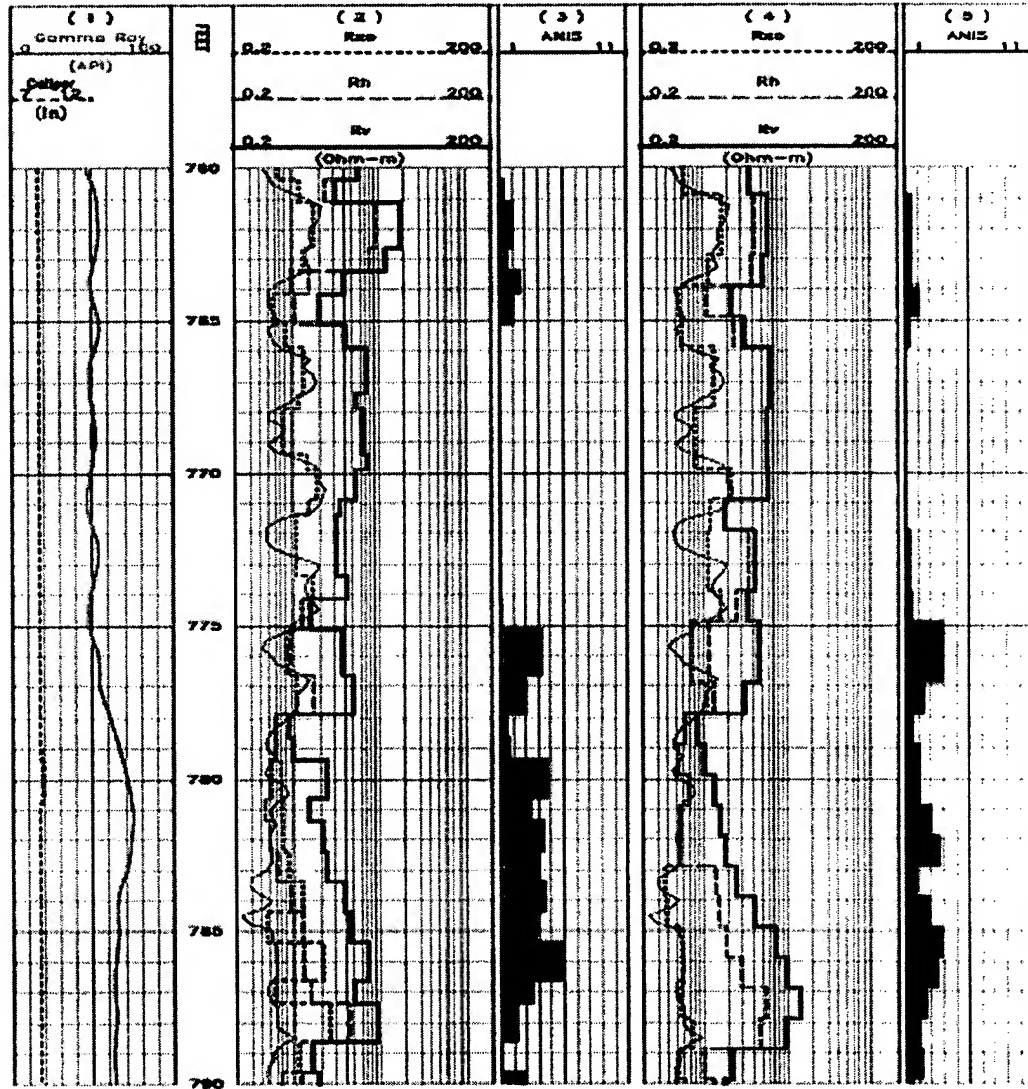 ( 1 )
Gamma Ray
0 100
(API)
Caliper
(in)
FEET
( 2 )
Rxo
0.2 200
Rh
0.2 200
Rv
0.2 200
(Ohm-m)
( 3 )
ANIS
1 11
( 4 )
Rxo
0.2 200
Rh
0.2 200
Rv
0.2 200
(Ohm-m)
( 5 )
ANIS
1 11
760
765
770
775
780
785
790